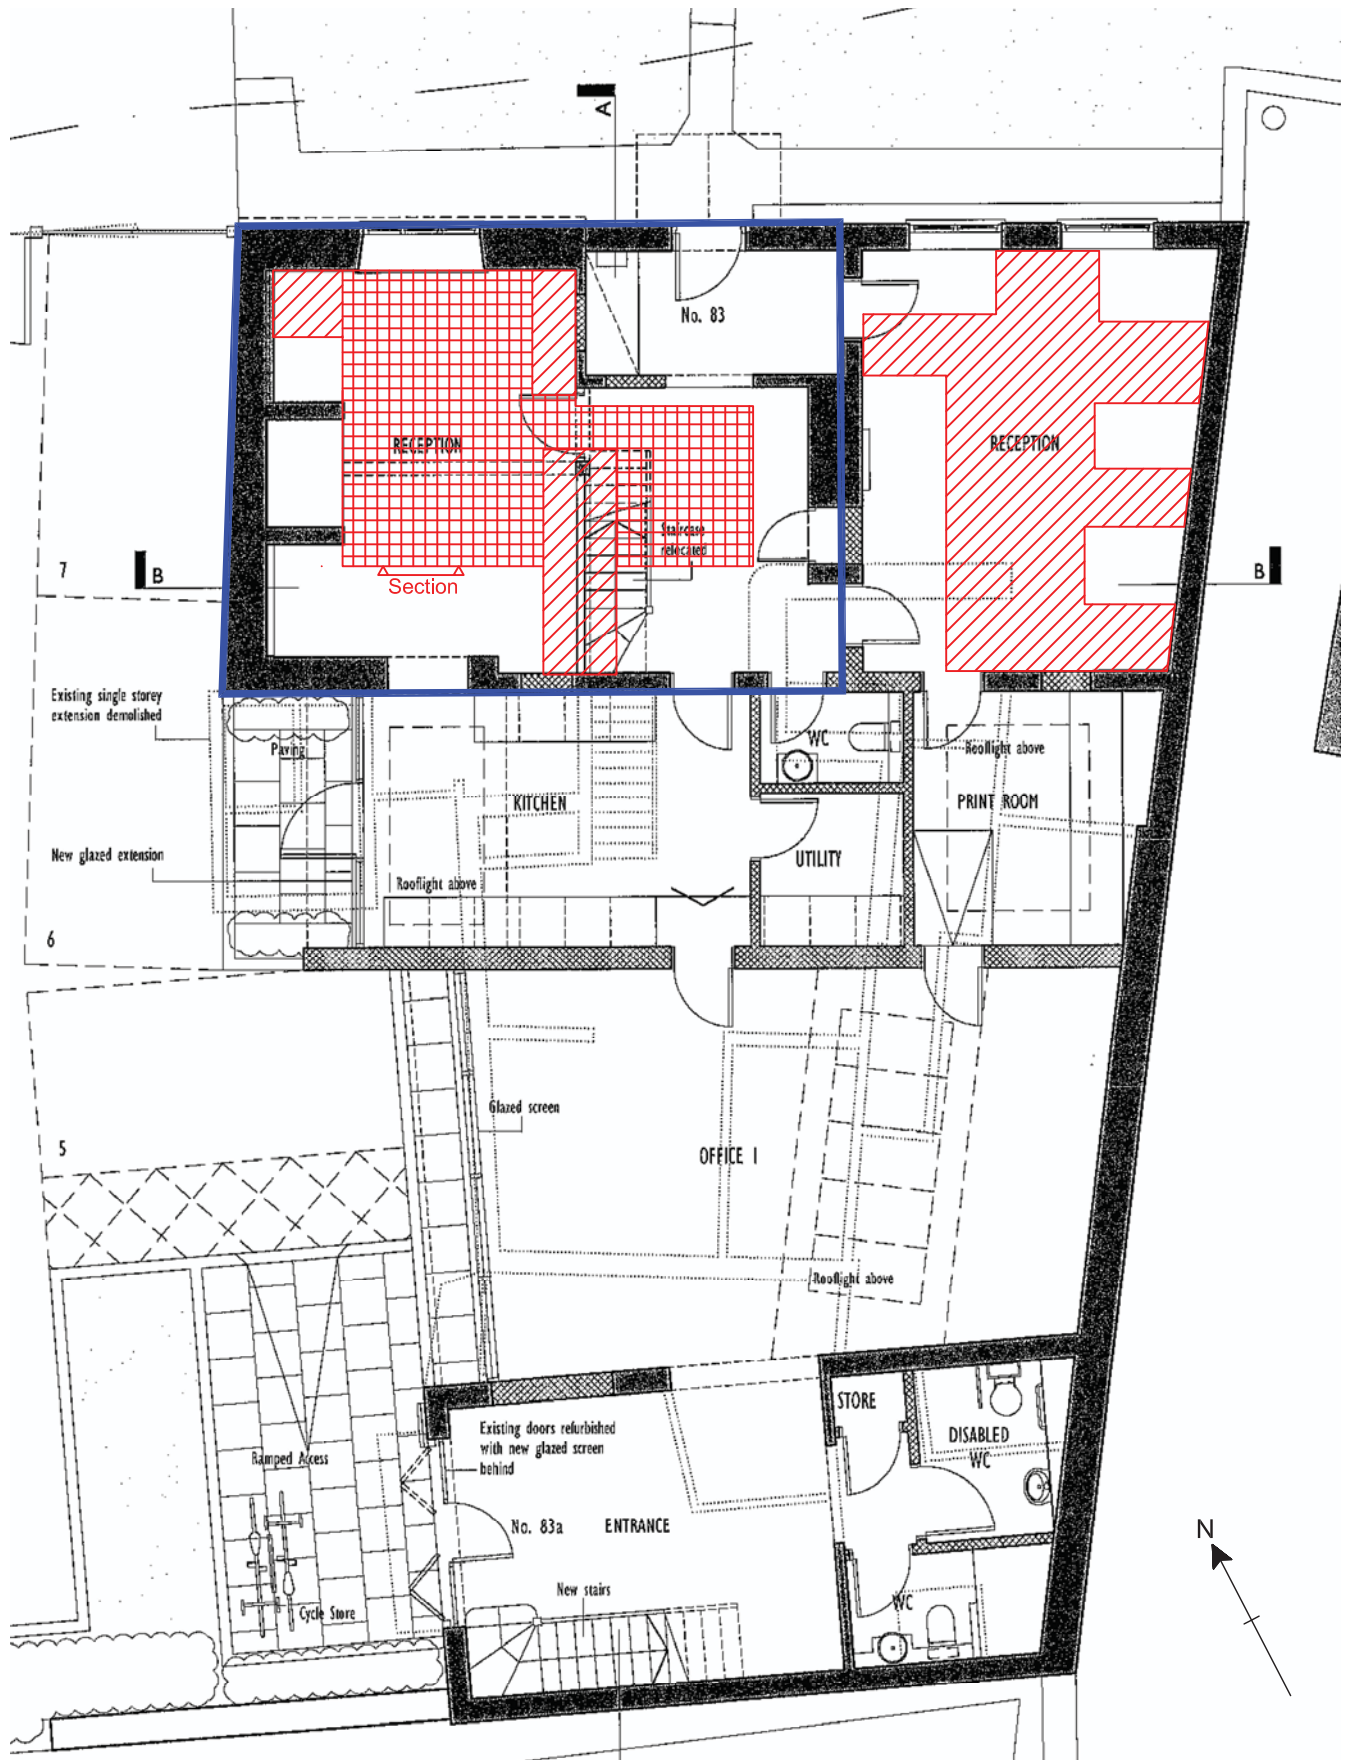 A
No. 83
RECEPTION
RECEPTION
Staircase
relocated
7
B
B
Section
Existing single storey
extension demolished
Paving
WC
Rooflight above
KITCHEN
PRINT ROOM
New glazed extension
UTILITY
Rooflight above
6
Glazed screen
5
OFFICE 1
Rooflight above
STORE
Existing doors refurbished
with new glazed screen
behind
DISABLED
WC
Ramped Access
No. 83a
ENTRANCE
N
New stairs
WC
Cycle Store